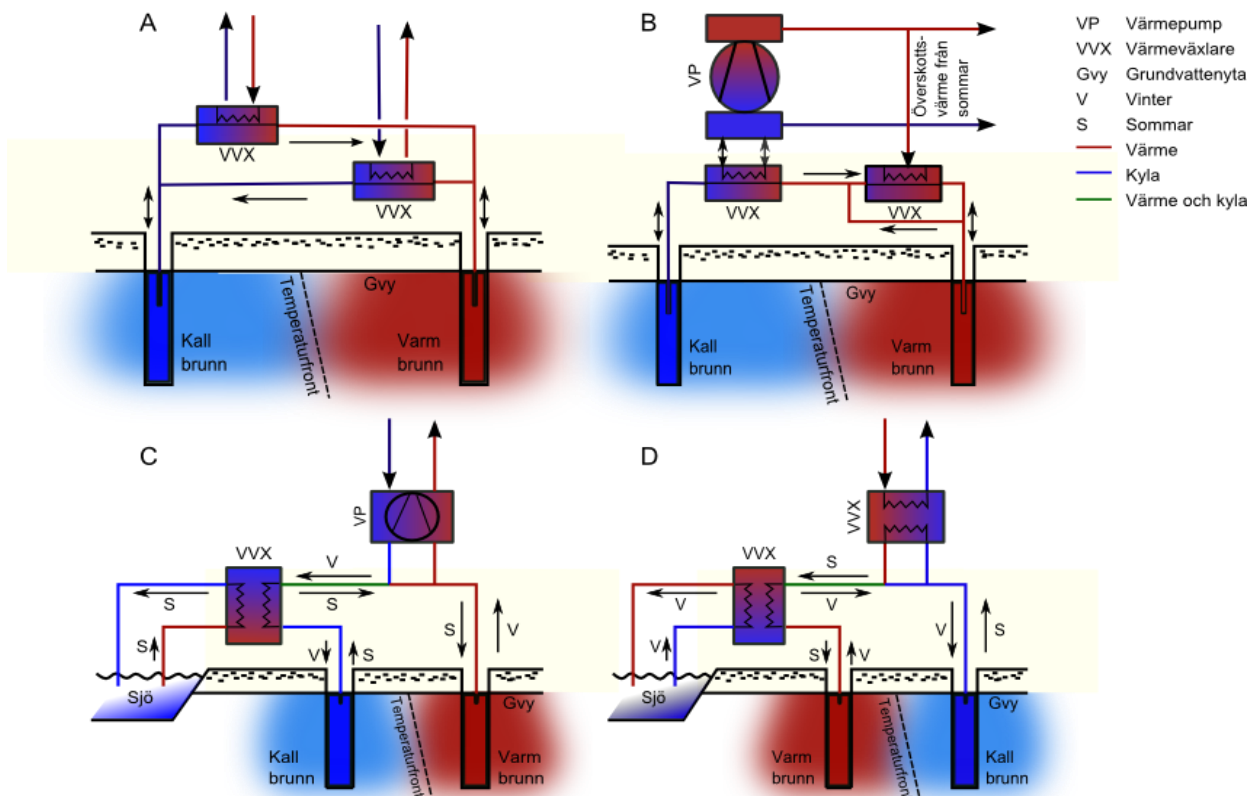 A
VVX
VVX
Gvy
Temperaturfront
Kall
brunn
Varm
brunn
B
VP
Överskotts-
värme från
sommar
VVX
VVX
Gvy
Temperaturfront
Kall
brunn
Varm
brunn
VP Värmepump
VVX Värmeväxlare
Gvy Grundvattenyta
V Vinter
S Sommar
Värme
Kyla
Värme och kyla
C
VP
VVX
V
S
S
S
V
S
S
V
Sjö
Gvy
Temperaturfront
Kall
brunn
Varm
brunn
D
VVX
VVX
S
V
V
V
S
V
V
S
Sjö
Gvy
Temperaturfront
Varm
brunn
Kall
brunn